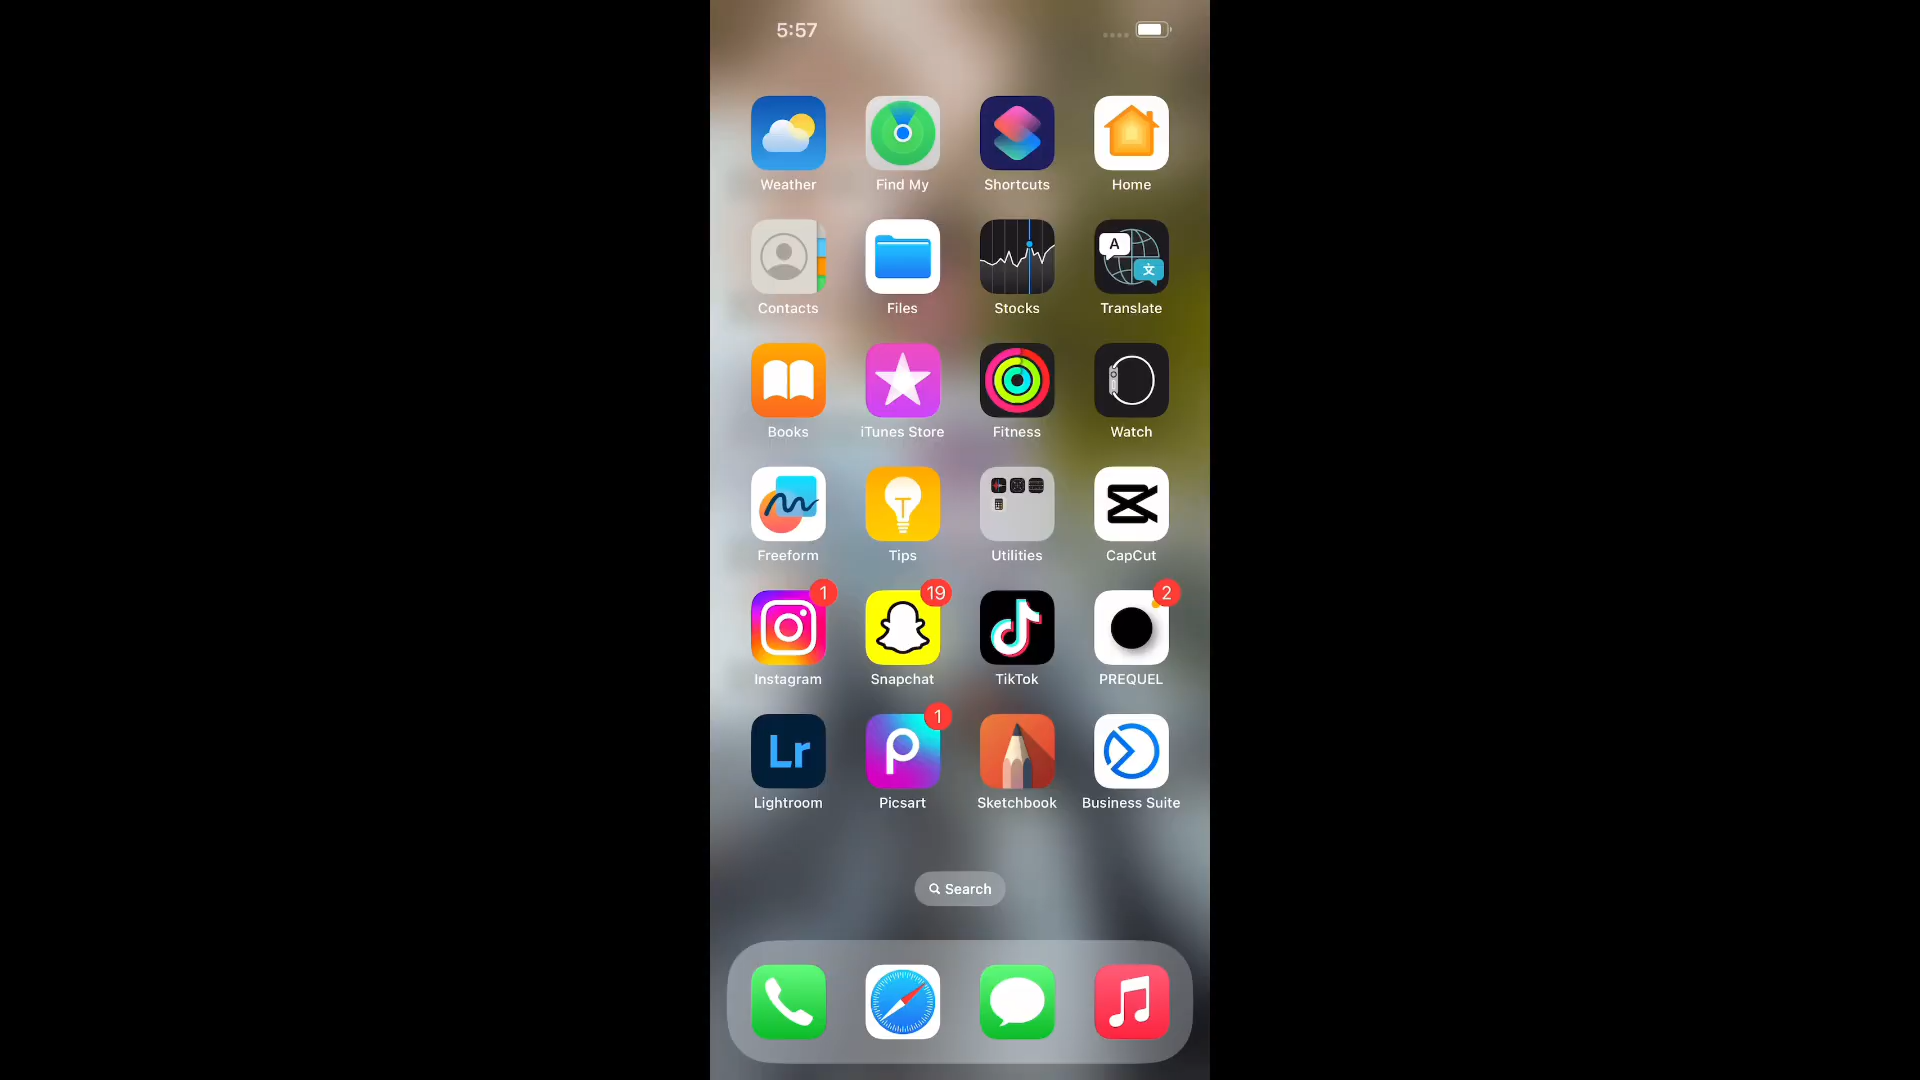 5:57
Weather Find My Shortcuts Home
A 文
Contacts Files Stocks Translate
Books iTunes Store Fitness Watch
Freeform Tips Utilities CapCut
1 19 2
Instagram Snapchat TikTok PREQUEL
1
Lr
Lightroom Picsart Sketchbook Business Suite
Search